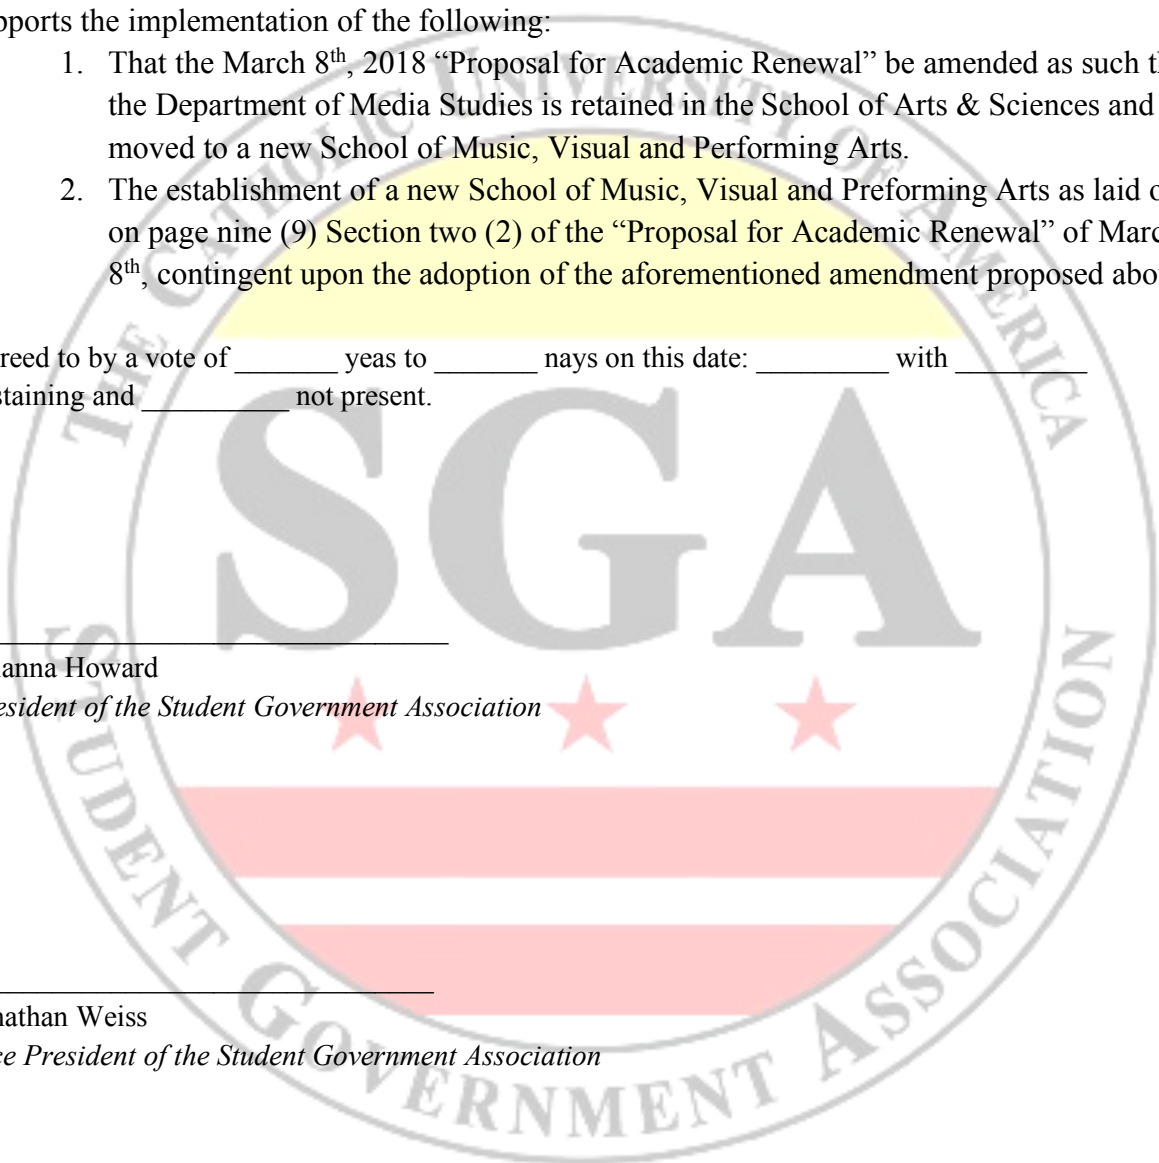 pports the implementation of the following:
1. That the March 8th, 2018 “Proposal for Academic Renewal” be amended as such t
the Department of Media Studies is retained in the School of Arts & Sciences and
moved to a new School of Music, Visual and Performing Arts.
2. The establishment of a new School of Music, Visual and Preforming Arts as laid o
on page nine (9) Section two (2) of the “Proposal for Academic Renewal” of Marc
8th, contingent upon the adoption of the aforementioned amendment proposed abo
reed to by a vote of _______ yeas to _______ nays on this date: _________ with _________
staining and __________ not present.
anna Howard
esident of the Student Government Association
nathan Weiss
ce President of the Student Government Association
THE CATHOLIC UNIVERSITY OF AMERICA
SGA
STUDENT GOVERNMENT ASSOCIATION